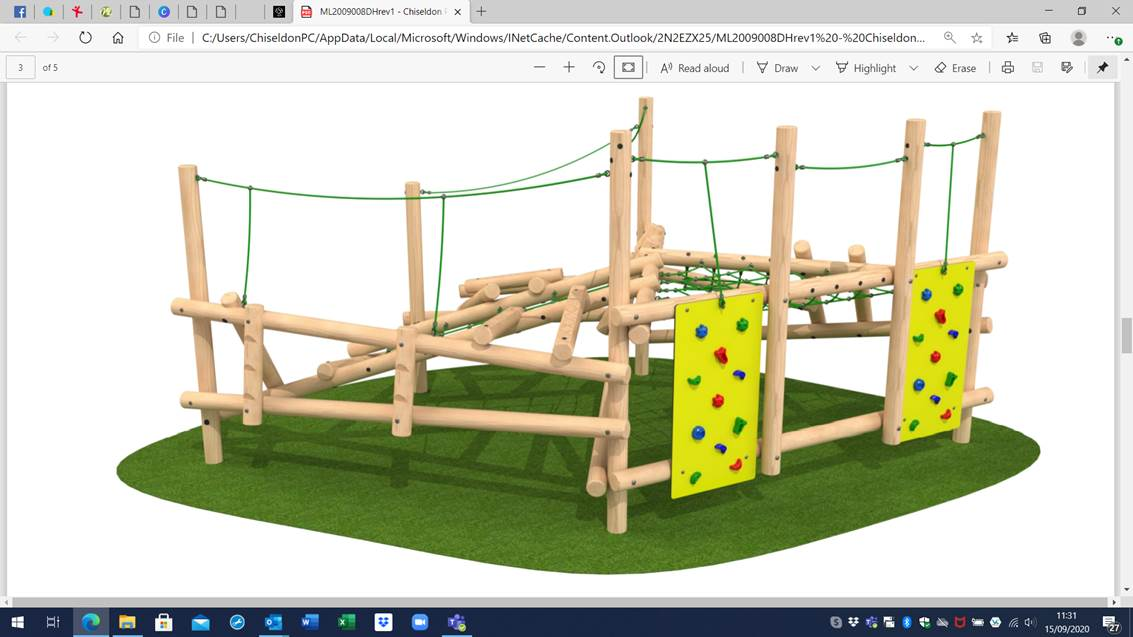 ML2009008DHrev1 - Chiseldon
File
C:/Users/ChiseldonPC/AppData/Local/Microsoft/Windows/INetCache/Content.Outlook/2N2EZX25/ML2009008DHrev1%20-%20Chiseldon...
3 of 5
Read aloud
Draw
Highlight
Erase
11:31
15/09/2020
27